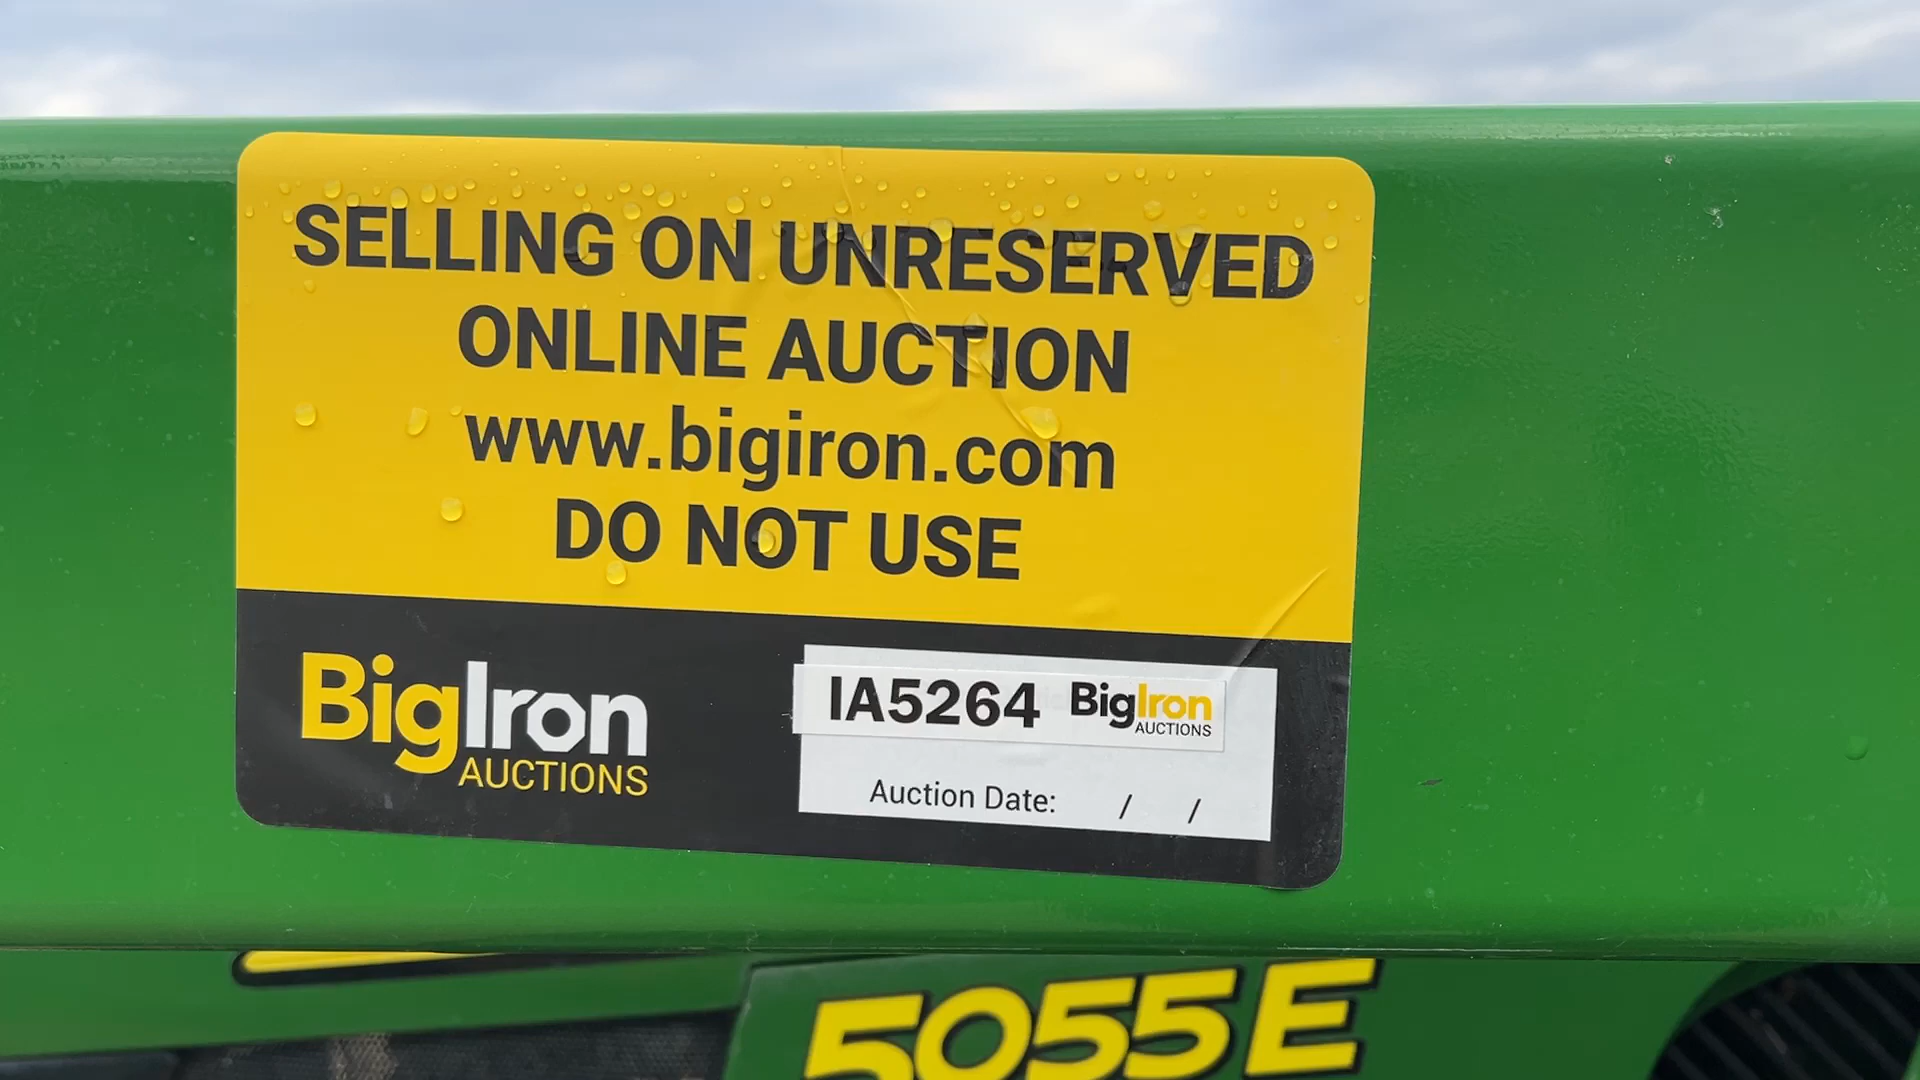 SELLING ON UNRESERVED
ONLINE AUCTION
www.bigiron.com
DO NOT USE
BigIron
AUCTIONS
IA5264 BigIron
AUCTIONS
Auction Date: / /
5055E